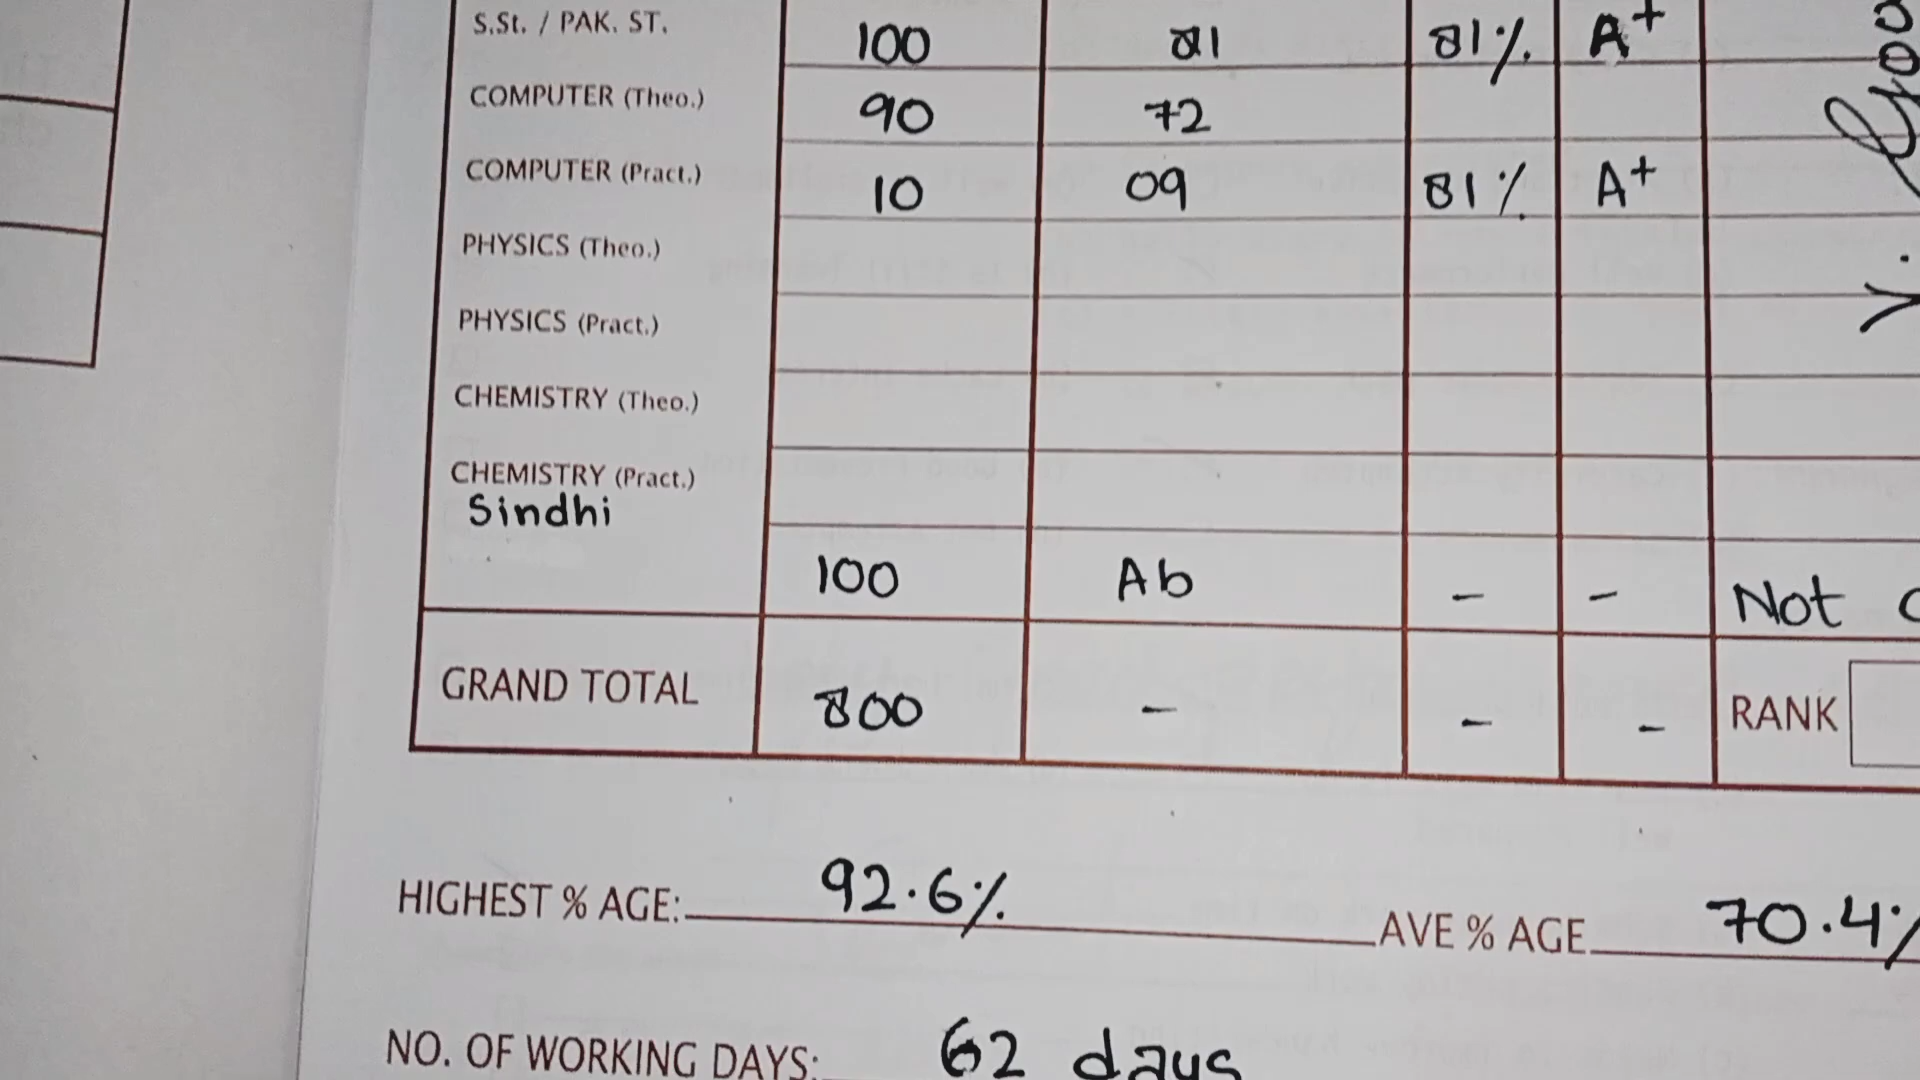 S.St. / PAK. ST. 100 81 81% A+
COMPUTER (Theo.) 90 72
COMPUTER (Pract.) 10 09 81% A+
PHYSICS (Theo.)
PHYSICS (Pract.)
CHEMISTRY (Theo.)
CHEMISTRY (Pract.)
Sindhi
100 Ab - - Not
GRAND TOTAL 800 - - - RANK
HIGHEST % AGE: 92.6% AVE % AGE 70.4%
NO. OF WORKING DAYS: 62 days